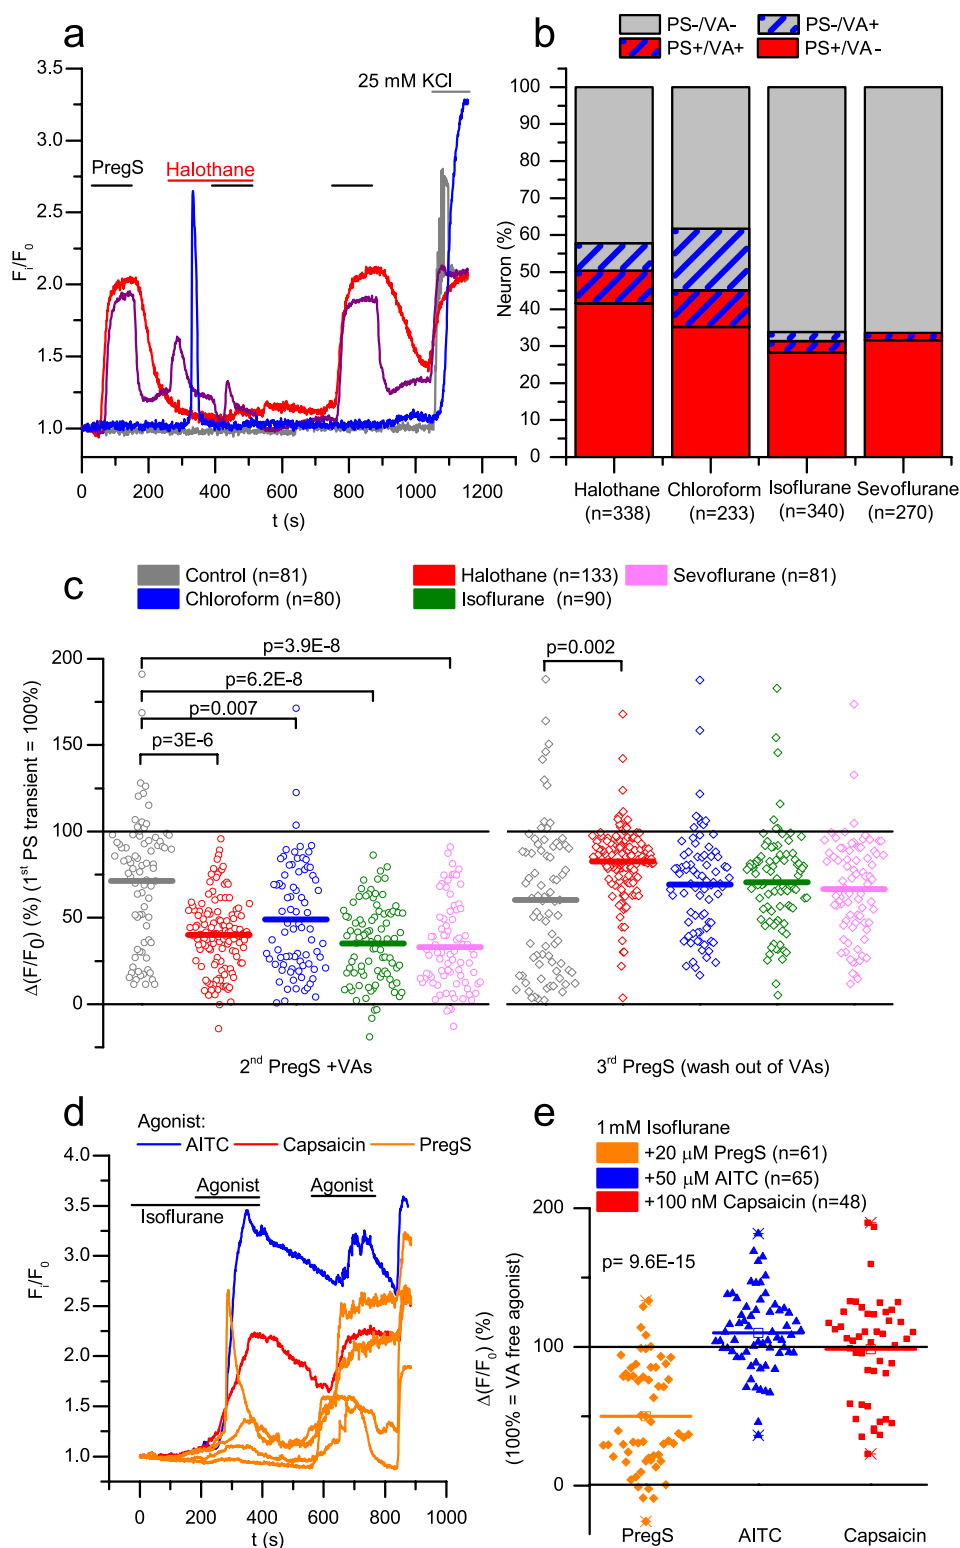 a
3.5
3.0
2.5
2.0
1.5
1.0
Fi/F0
PregS
Halothane
25 mM KCl
0 200 400 600 800 1000 1200
t (s)
b
PS-/VA- PS-/VA+
PS+/VA+ PS+/VA-
100
90
80
70
60
50
40
30
20
10
0
Neuron (%)
Halothane Chloroform Isoflurane Sevoflurane
(n=338) (n=233) (n=340) (n=270)
c
Control (n=81) Halothane (n=133) Sevoflurane (n=81)
Chloroform (n=80) Isoflurane (n=90)
200
150
100
50
0
Δ(F/F0) (%) (1st PS transient = 100%)
p=3.9E-8
p=6.2E-8
p=0.007
p=3E-6
p=0.002
2nd PregS +VAs 3rd PregS (wash out of VAs)
d
Agonist:
AITC Capsaicin PregS
4.0
3.5
3.0
2.5
2.0
1.5
1.0
Fi/F0
Agonist Agonist
Isoflurane
0 200 400 600 800 1000
t (s)
e
1 mM Isoflurane
+20 μM PregS (n=61)
+50 μM AITC (n=65)
+100 nM Capsaicin (n=48)
200
100
0
Δ(F/F0) (%)
(100% = VA free agonist)
p= 9.6E-15
PregS AITC Capsaicin